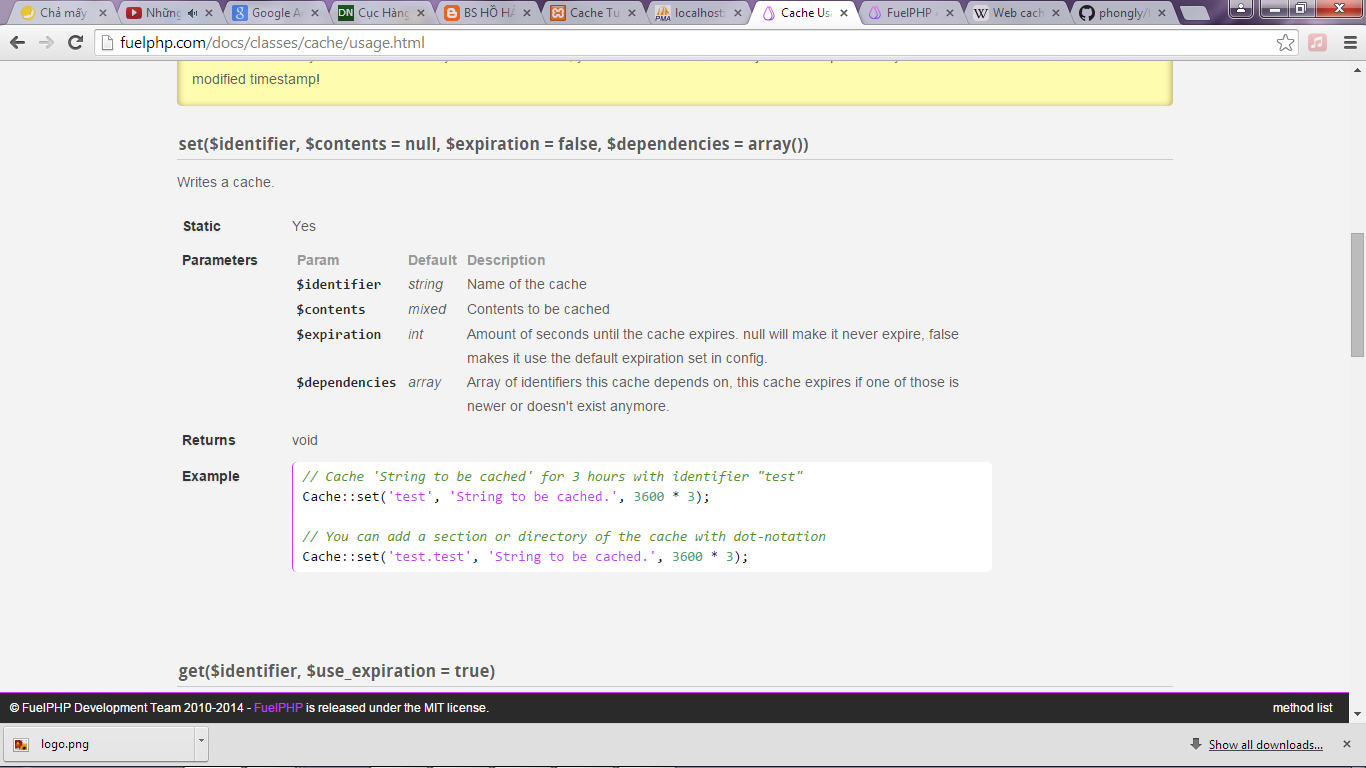 Chả mấy
Những
Google A
DN Cục Hàng
BS HỒ HẢ
Cache Tu
PMA localhost
Cache Usa
FuelPHP
W Web cach
phongly/
fuelphp.com/docs/classes/cache/usage.html
modified timestamp!
set($identifier, $contents = null, $expiration = false, $dependencies = array())
Writes a cache.
Static Yes
Parameters Param Default Description
$identifier string Name of the cache
$contents mixed Contents to be cached
$expiration int Amount of seconds until the cache expires. null will make it never expire, false
makes it use the default expiration set in config.
$dependencies array Array of identifiers this cache depends on, this cache expires if one of those is
newer or doesn't exist anymore.
Returns void
Example // Cache 'String to be cached' for 3 hours with identifier "test"
Cache::set('test', 'String to be cached.', 3600 * 3);
// You can add a section or directory of the cache with dot-notation
Cache::set('test.test', 'String to be cached.', 3600 * 3);
get($identifier, $use_expiration = true)
© FuelPHP Development Team 2010-2014 - FuelPHP is released under the MIT license. method list
logo.png Show all downloads...